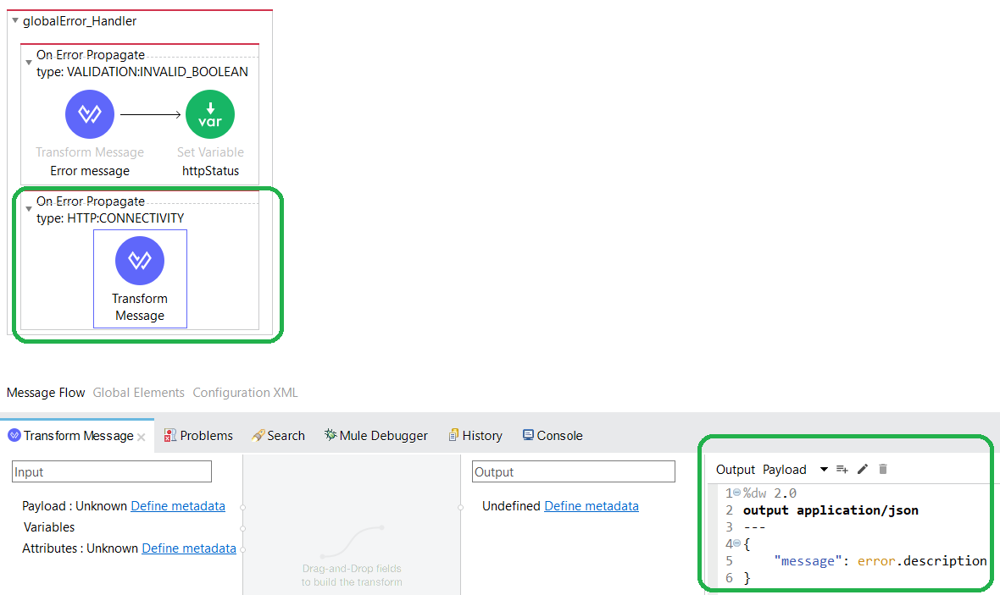 globalError_Handler
On Error Propagate
type: VALIDATION:INVALID_BOOLEAN
var
Transform Message
Set Variable
Error message
httpStatus
On Error Propagate
type: HTTP:CONNECTIVITY
Transform
Message
Message Flow Global Elements Configuration XML
Transform Message Problems Search Mule Debugger History Console
Input
Output
Output Payload
Payload : Unknown Define metadata
Variables
Attributes : Unknown Define metadata
Drag-and-Drop fields
to build the transform
Undefined Define metadata
1 %dw 2.0
2 output application/json
3 ---
4 {
5 "message": error.description
6 }